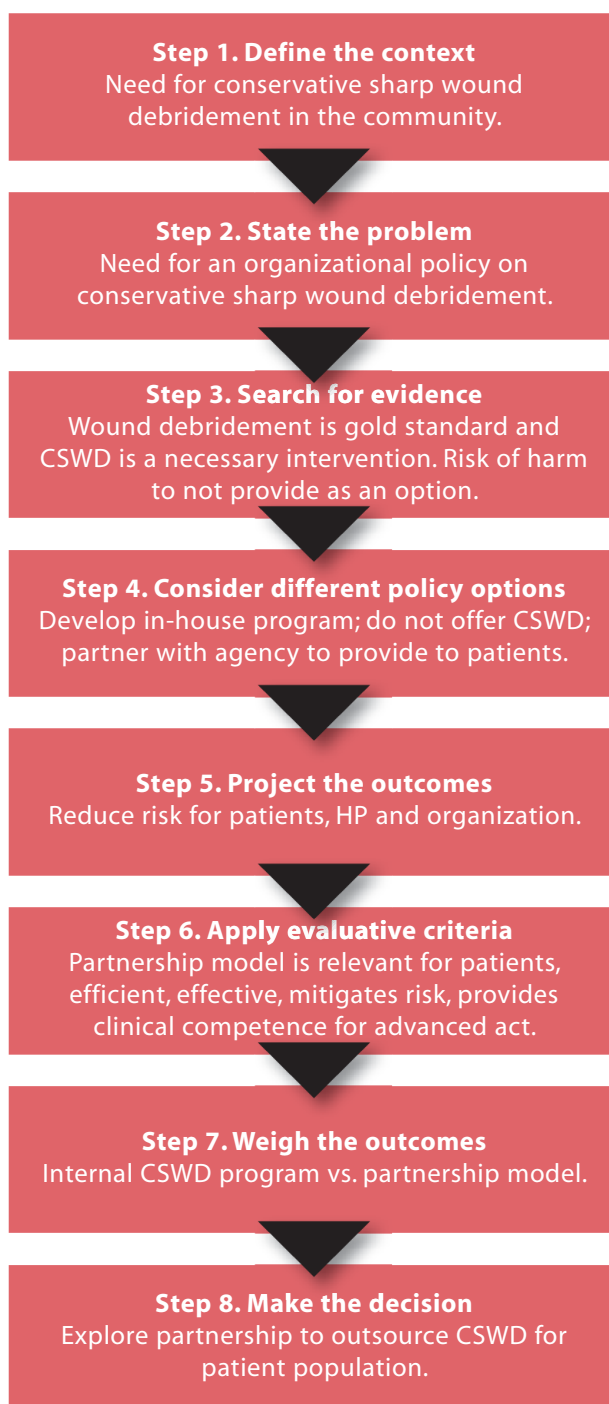 Step 1. Define the context
Need for conservative sharp wound
debridement in the community.
Step 2. State the problem
Need for an organizational policy on
conservative sharp wound debridement.
Step 3. Search for evidence
Wound debridement is gold standard and
CSWD is a necessary intervention. Risk of harm
to not provide as an option.
Step 4. Consider different policy options
Develop in-house program; do not offer CSWD;
partner with agency to provide to patients.
Step 5. Project the outcomes
Reduce risk for patients, HP and organization.
Step 6. Apply evaluative criteria
Partnership model is relevant for patients,
efficient, effective, mitigates risk, provides
clinical competence for advanced act.
Step 7. Weigh the outcomes
Internal CSWD program vs. partnership model.
Step 8. Make the decision
Explore partnership to outsource CSWD for
patient population.